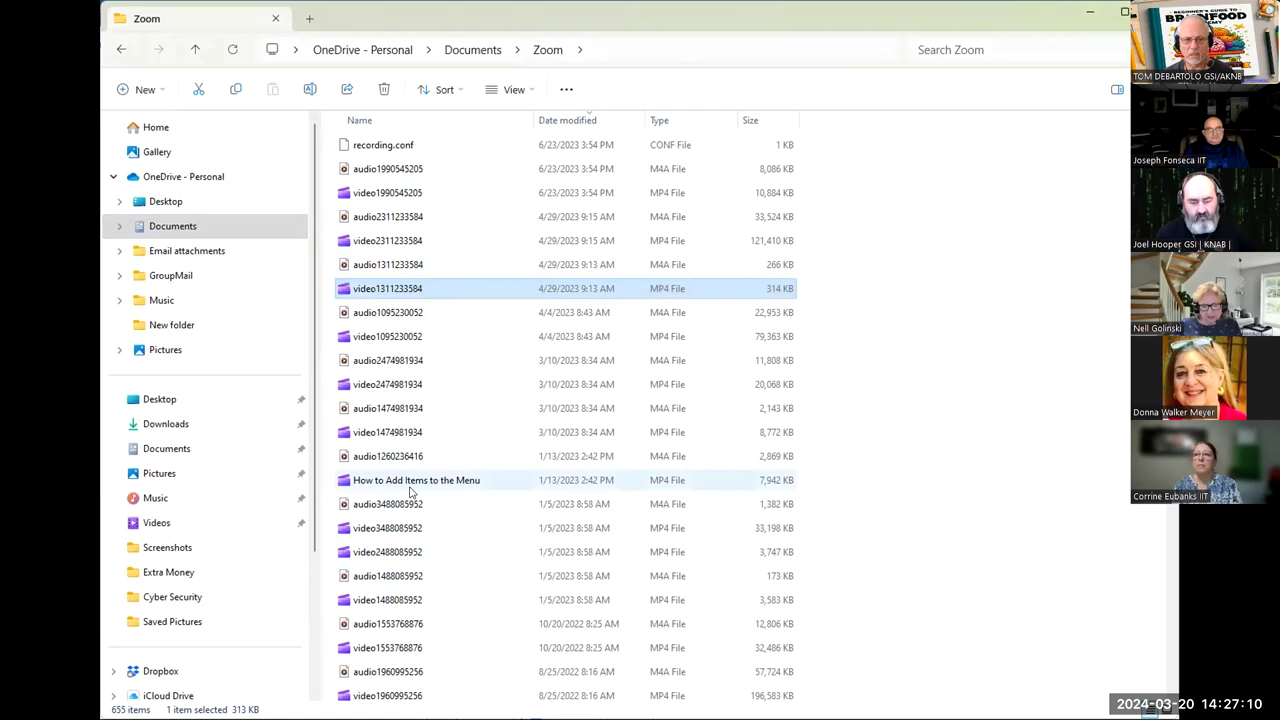 Zoom
OneDrive - Personal
Documents
Zoom
Search Zoom
New
Sort
View
Home
Gallery
OneDrive - Personal
Desktop
Documents
Email attachments
GroupMail
Music
New folder
Pictures
Desktop
Downloads
Documents
Pictures
Music
Videos
Screenshots
Extra Money
Cyber Security
Saved Pictures
Dropbox
iCloud Drive
Name Date modified Type Size
recording.conf 6/23/2023 3:54 PM CONF File 1 KB
audio1990545205 6/23/2023 3:54 PM M4A File 8,086 KB
video1990545205 6/23/2023 3:54 PM MP4 File 10,884 KB
audio2311233584 4/29/2023 9:15 AM M4A File 33,524 KB
video2311233584 4/29/2023 9:15 AM MP4 File 121,410 KB
audio1311233584 4/29/2023 9:13 AM M4A File 266 KB
video1311233584 4/29/2023 9:13 AM MP4 File 314 KB
audio1095230052 4/4/2023 8:43 AM M4A File 22,953 KB
video1095230052 4/4/2023 8:43 AM MP4 File 79,363 KB
audio2474981934 3/10/2023 8:34 AM M4A File 11,808 KB
video2474981934 3/10/2023 8:34 AM MP4 File 20,068 KB
audio1474981934 3/10/2023 8:34 AM M4A File 2,143 KB
video1474981934 3/10/2023 8:34 AM MP4 File 8,772 KB
audio1260236416 1/13/2023 2:42 PM M4A File 2,869 KB
How to Add Items to the Menu 1/13/2023 2:42 PM MP4 File 7,942 KB
audio3488085952 1/5/2023 8:58 AM M4A File 1,382 KB
video3488085952 1/5/2023 8:58 AM MP4 File 33,198 KB
video2488085952 1/5/2023 8:58 AM MP4 File 3,747 KB
audio1488085952 1/5/2023 8:58 AM M4A File 173 KB
video1488085952 1/5/2023 8:58 AM MP4 File 3,583 KB
audio1553768876 10/20/2022 8:25 AM M4A File 12,806 KB
video1553768876 10/20/2022 8:25 AM MP4 File 32,486 KB
audio1960995256 8/25/2022 8:16 AM M4A File 57,724 KB
video1960995256 8/25/2022 8:16 AM MP4 File 196,583 KB
655 items 1 item selected 313 KB
BEGINNER'S GUIDE TO
TOM DEBARTOLO GSI/AKNB
Joseph Fonseca IIT
Joel Hooper GSI | KNAB |
Nell Golinski
Donna Walker Meyer
Corrine Eubanks IIT
2024-03-20 14:27:10